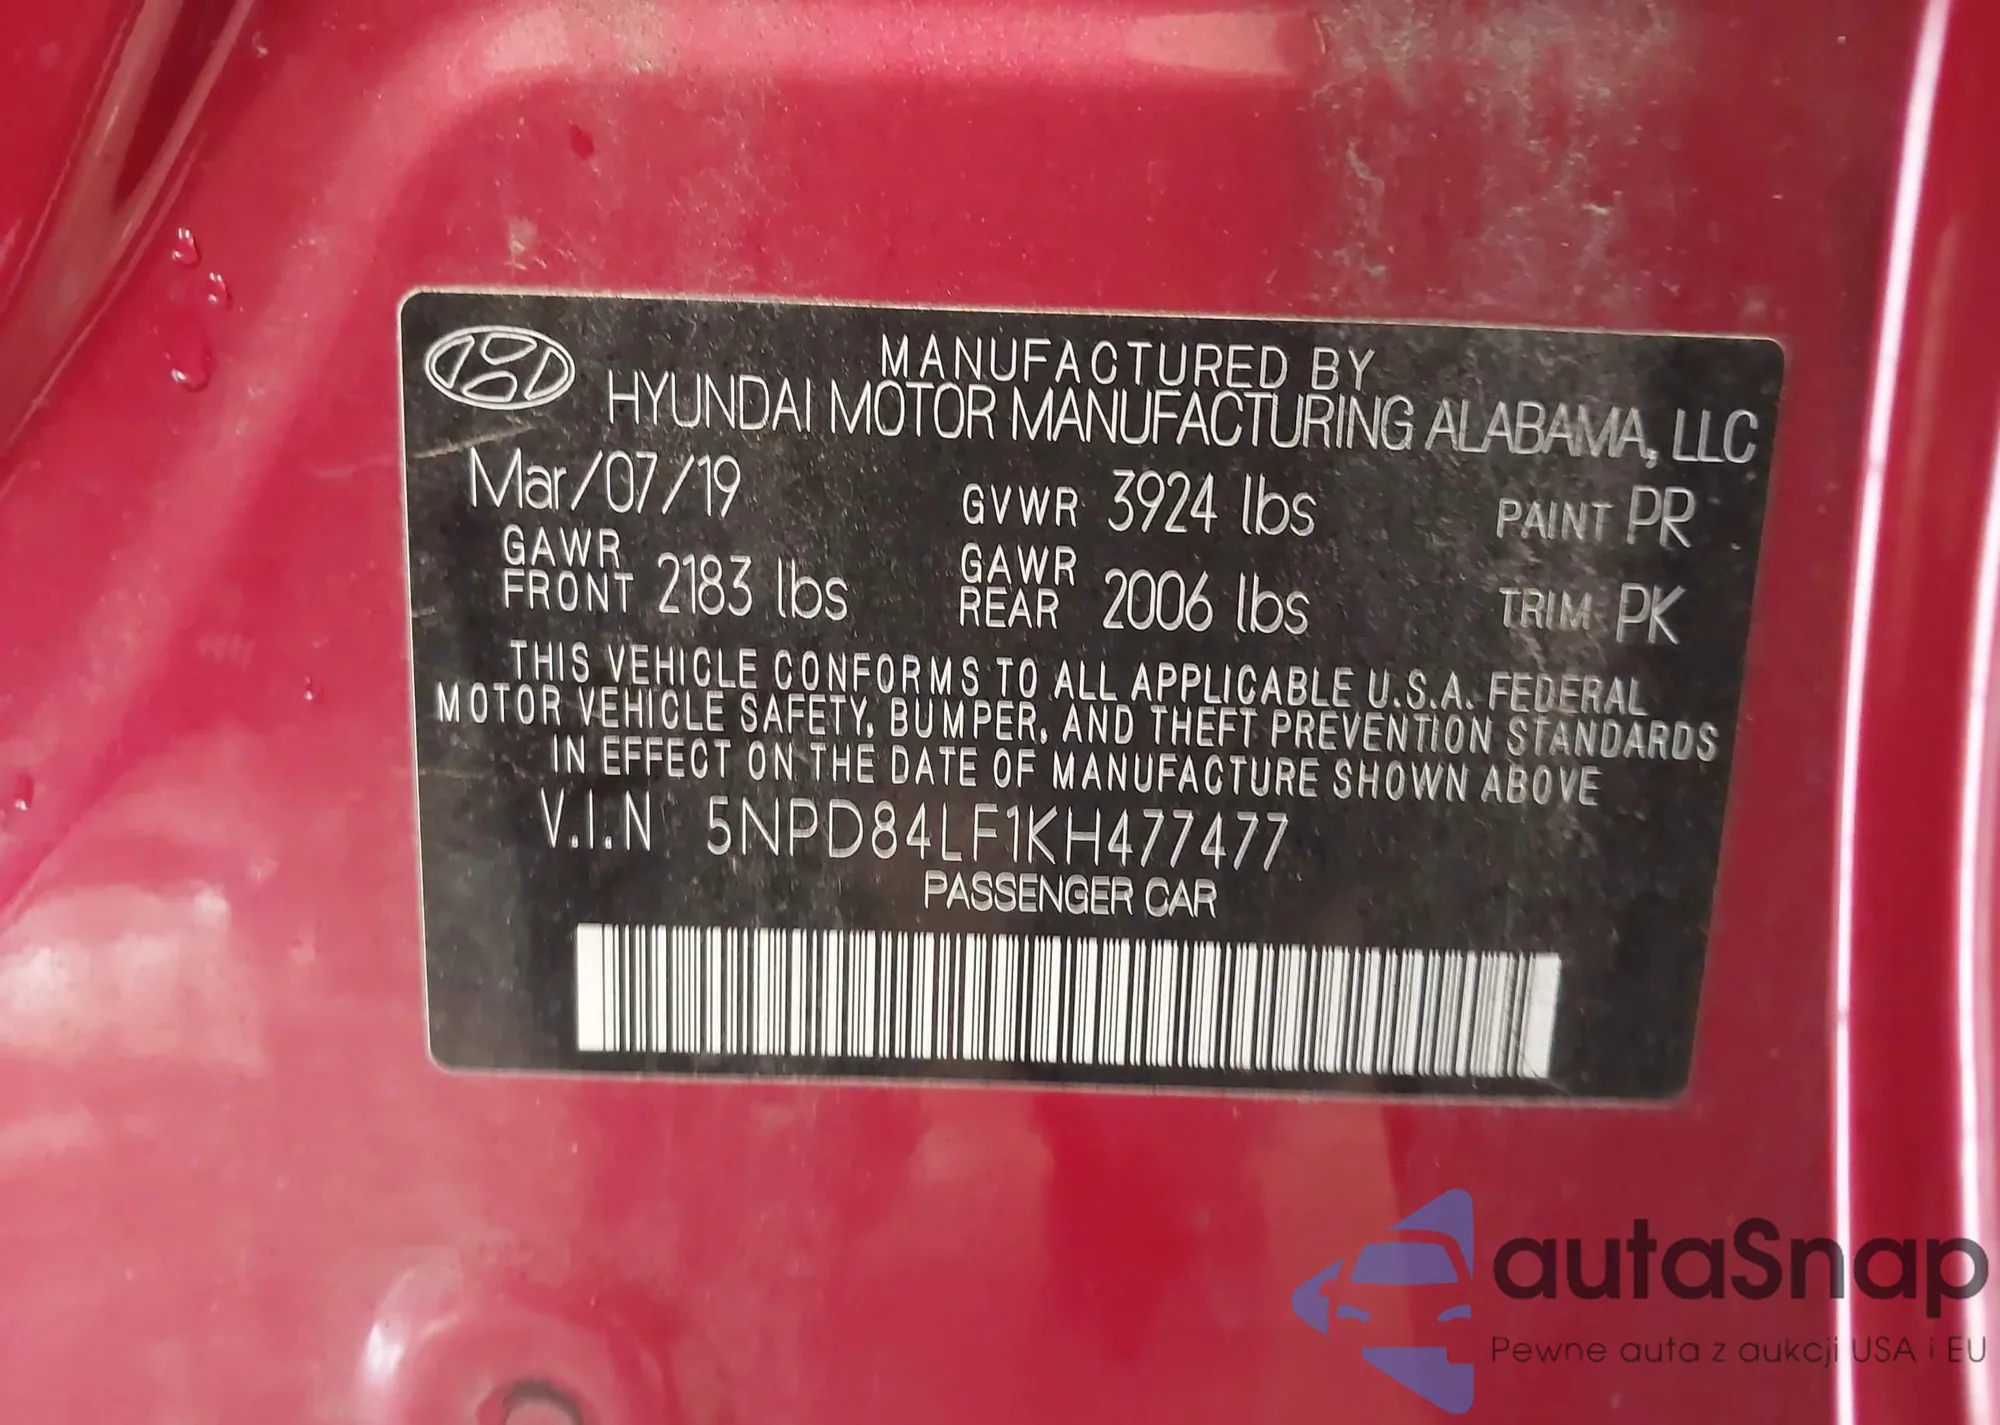 MANUFACTURED BY
HYUNDAI MOTOR MANUFACTURING ALABAMA, LLC
Mar/07/19 GVWR 3924 lbs PAINT PR
GAWR FRONT 2183 lbs GAWR REAR 2006 lbs TRIM PK
THIS VEHICLE CONFORMS TO ALL APPLICABLE U.S.A. FEDERAL
MOTOR VEHICLE SAFETY, BUMPER, AND THEFT PREVENTION STANDARDS
IN EFFECT ON THE DATE OF MANUFACTURE SHOWN ABOVE
V.I.N 5NPD84LF1KH477477
PASSENGER CAR
autaSnap
Pewne auta z aukcji USA i EU